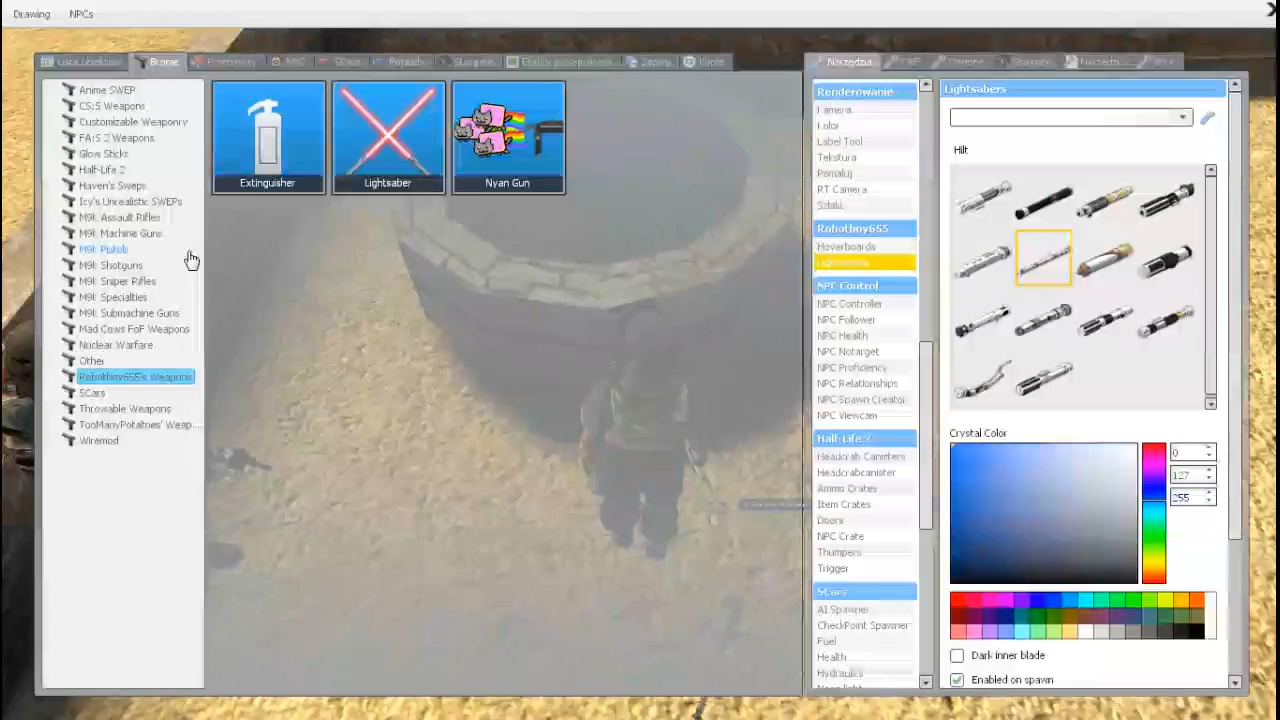 Drawing NPCs
Bronie
NPC
Narzędzia
Anime SWEP
CS:S Weapons
Customizable Weaponry
FA:S 2 Weapons
Glow Sticks
Half-Life 2
Haven's Sweps
Icy's Unrealistic SWEPs
M9k Assault Rifles
M9k Machine Guns
M9k Pistols
M9k Shotguns
M9k Sniper Rifles
M9k Specialties
M9k Submachine Guns
Mad Cows FoF Weapons
Nuclear Warfare
Other
Robotboy655's Weapons
SCars
Throwable Weapons
TooManyPotatoes' Weap...
Wiremod
Extinguisher
Lightsaber
Nyan Gun
Renderowanie
Kamera
Kolor
Label Tool
Tekstura
Pomaluj
RT Camera
Robotboy655
Hoverboards
NPC Control
NPC Controller
NPC Follower
NPC Health
NPC Notarget
NPC Proficiency
NPC Relationships
NPC Spawn Creator
NPC Viewcam
Half-Life 2
Headcrab Canisters
Headcrabcanister
Ammo Crates
Item Crates
Doors
NPC Crate
Thumpers
Trigger
SCars
AI Spawner
CheckPoint Spawner
Fuel
Health
Hydraulics
Lightsabers
Hilt
Crystal Color
0
127
255
Dark inner blade
Enabled on spawn